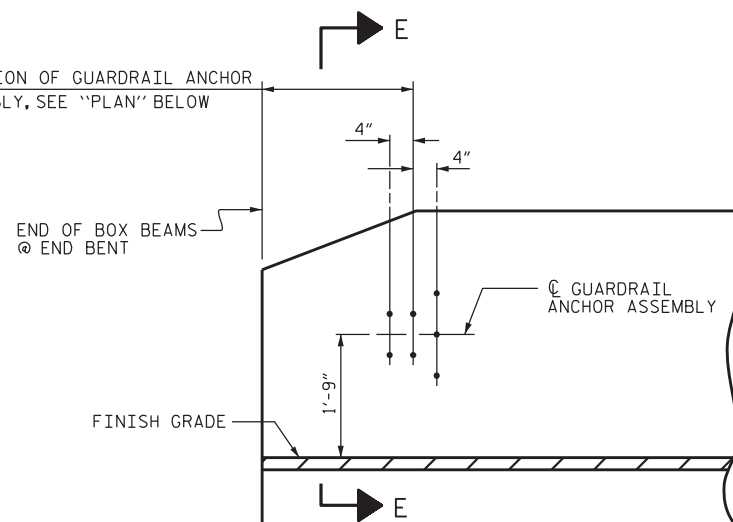 E
ION OF GUARDRAIL ANCHOR
BLY, SEE "PLAN" BELOW
4"
4"
END OF BOX BEAMS
@ END BENT
℄ GUARDRAIL
ANCHOR ASSEMBLY
1'-9"
FINISH GRADE
E